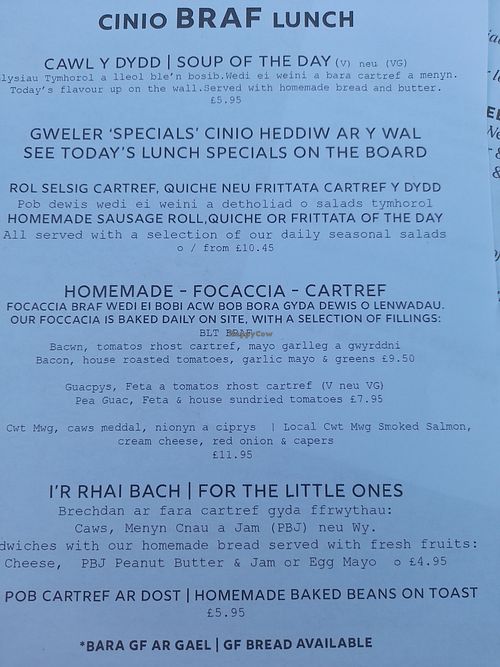 CINIO BRAF LUNCH
CAWL Y DYDD | SOUP OF THE DAY (V) neu (VG)
lysiau Tymhorol a lleol ble'n bosib.Wedi ei weini a bara cartref a menyn.
Today's flavour up on the wall.Served with homemade bread and butter.
£5.95
GWELER 'SPECIALS' CINIO HEDDIW AR Y WAL
SEE TODAY'S LUNCH SPECIALS ON THE BOARD
ROL SELSIG CARTREF, QUICHE NEU FRITTATA CARTREF Y DYDD
Pob dewis wedi ei weini a detholiad o salads tymhorol
HOMEMADE SAUSAGE ROLL,QUICHE OR FRITTATA OF THE DAY
All served with a selection of our daily seasonal salads
o / from £10.45
HOMEMADE - FOCACCIA - CARTREF
FOCACCIA BRAF WEDI EI BOBI ACW BOB BORA GYDA DEWIS O LENWADAU.
OUR FOCCACIA IS BAKED DAILY ON SITE, WITH A SELECTION OF FILLINGS:
BLT BRAF
HappyCow
Bacwn, tomatos rhost cartref, mayo garlleg a gwyrddni
Bacon, house roasted tomatoes, garlic mayo & greens £9.50
Guacpys, Feta a tomatos rhost cartref (V neu VG)
Pea Guac, Feta & house sundried tomatoes £7.95
Cwt Mwg, caws meddal, nionyn a ciprys | Local Cwt Mwg Smoked Salmon,
cream cheese, red onion & capers
£11.95
I'R RHAI BACH | FOR THE LITTLE ONES
Brechdan ar fara cartref gyda ffrwythau:
Caws, Menyn Cnau a Jam (PBJ) neu Wy.
dwiches with our homemade bread served with fresh fruits:
Cheese, PBJ Peanut Butter & Jam or Egg Mayo o £4.95
POB CARTREF AR DOST | HOMEMADE BAKED BEANS ON TOAST
£5.95
*BARA GF AR GAEL | GF BREAD AVAILABLE